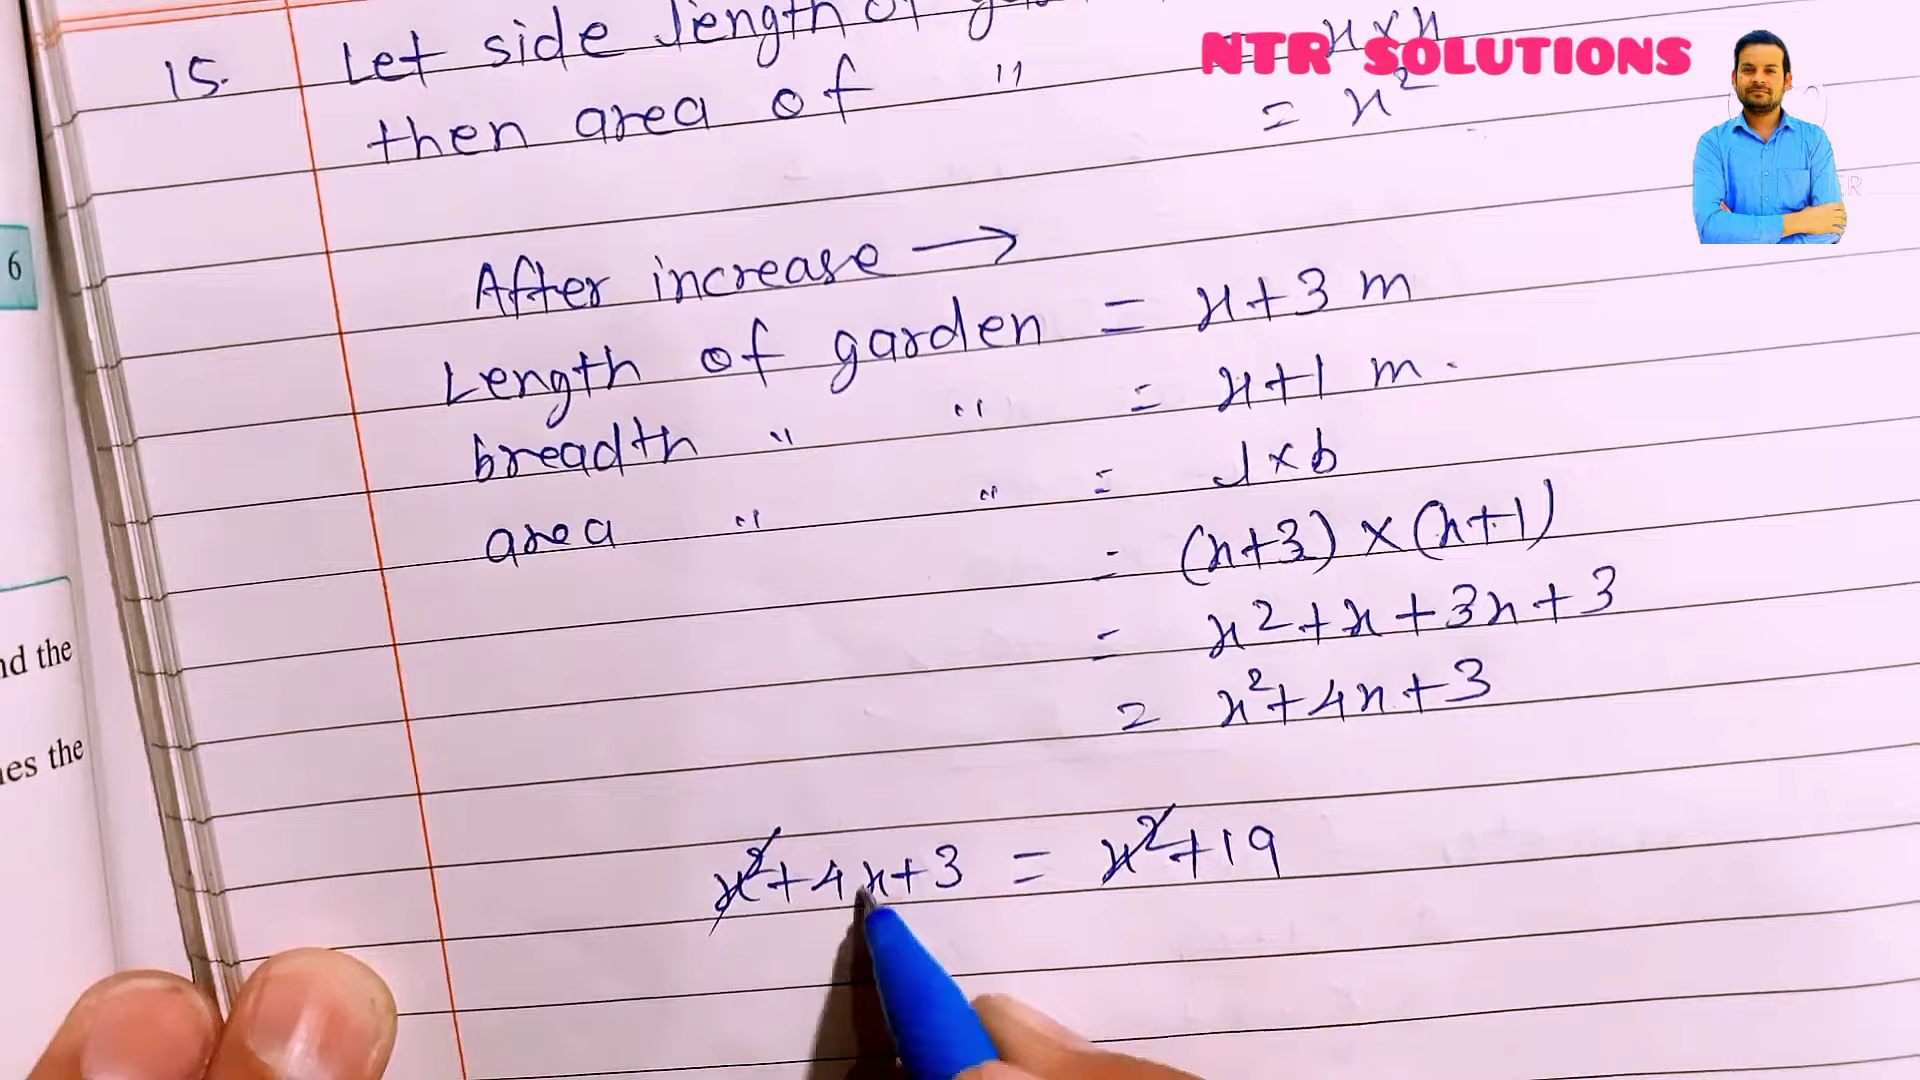 NTR SOLUTIONS
15. Let side length of
x × x
then area of " = x²
After increase →
Length of garden = x+3 m
breadth " " = x+1 m.
area " " = l×b
= (x+3) × (x+1)
= x²+x+3x+3
= x²+4x+3
x²+4x+3 = x²+19
6
nd the
es the